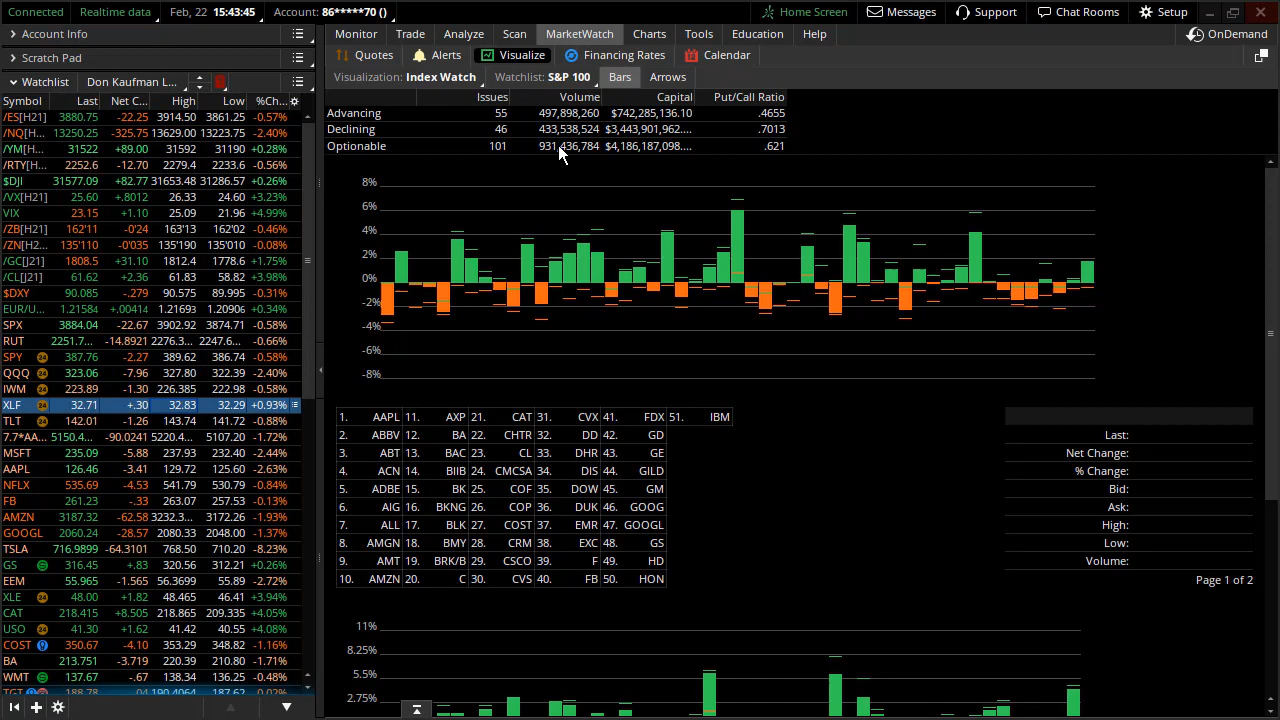 Connected Realtime data Feb, 22 15:43:45 Account: 86*****70 () Home Screen Messages Support Chat Rooms Setup
Account Info
Scratch Pad
Watchlist Don Kaufman L...
Symbol Last Net C... High Low %Ch...
/ES[H21] 3880.75 -22.25 3914.50 3861.25 -0.57%
/NQ[H... 13250.25 -325.75 13629.00 13223.75 -2.40%
/YM[H... 31522 +89.00 31652 31190 +0.28%
/RTY[H... 2252.6 -12.70 2279.4 2233.6 -0.56%
$DJI 31577.09 +82.77 31653.48 31286.57 +0.26%
/VX[H21] 25.60 +.8012 26.33 24.60 +3.23%
VIX 23.15 +1.10 25.09 21.96 +4.99%
/ZB[H21] 162'11 -0'24 163'13 162'02 -0.46%
/ZN[H2... 135'110 -0'035 135'190 135'010 -0.08%
/GC[J21] 1808.5 +31.10 1812.4 1778.6 +1.75%
/CL[J21] 61.62 +2.36 61.83 58.82 +3.98%
$DXY 90.085 -.279 90.575 89.995 -0.31%
EUR/U... 1.21584 +.00414 1.21693 1.20906 +0.34%
SPX 3884.04 -22.67 3902.92 3874.71 -0.58%
RUT 2251.7... -14.8921 2276.3... 2247.6... -0.66%
SPY 24 387.76 -2.27 389.62 386.74 -0.58%
QQQ 24 323.06 -7.96 327.80 322.39 -2.40%
IWM 24 223.89 -1.30 226.385 222.98 -0.58%
XLF 24 32.71 +.30 32.83 32.29 +0.93%
TLT 24 142.01 -1.26 143.74 141.72 -0.88%
7.7*AA... 5150.4... -90.0241 5220.4... 5107.20 -1.72%
MSFT 235.09 -5.88 237.93 232.40 -2.44%
AAPL 126.46 -3.41 129.72 125.60 -2.63%
NFLX 535.69 -4.53 541.79 530.79 -0.84%
FB 261.23 -.33 263.07 257.53 -0.13%
AMZN 3187.32 -62.58 3232.3... 3172.26 -1.93%
GOOGL 2060.24 -28.57 2080.33 2048.00 -1.37%
TSLA 716.9899 -64.3101 768.50 710.20 -8.23%
GS 316.45 +.83 320.56 312.21 +0.26%
EEM 55.965 -1.565 56.3699 55.89 -2.72%
XLE 24 48.00 +1.82 48.48 46.41 +3.94%
CAT 218.415 +8.505 218.865 209.335 +4.05%
USO 24 41.30 +1.62 41.42 40.55 +4.08%
COST 350.67 -4.10 353.29 348.82 -1.16%
BA 213.751 -3.719 220.39 210.80 -1.71%
WMT 137.67 -.67 138.34 136.25 -0.48%
Monitor Trade Analyze Scan MarketWatch Charts Tools Education Help OnDemand
Quotes Alerts Visualize Financing Rates Calendar
Visualization: Index Watch Watchlist: S&P 100 Bars Arrows
Issues Volume Capital Put/Call Ratio
Advancing 55 497,898,260 $742,285,136.10 .4655
Declining 46 433,538,524 $3,443,901,962.... .7013
Optionable 101 931,436,784 $4,186,187,098.... .621
8%
6%
4%
2%
0%
-2%
-4%
-6%
-8%
1. AAPL 11. AXP 21. CAT 31. CVX 41. FDX 51. IBM
2. ABBV 12. BA 22. CHTR 32. DD 42. GD
3. ABT 13. BAC 23. CL 33. DHR 43. GE
4. ACN 14. BIIB 24. CMCSA 34. DIS 44. GILD
5. ADBE 15. BK 25. COF 35. DOW 45. GM
6. AIG 16. BKNG 26. COP 36. DUK 46. GOOG
7. ALL 17. BLK 27. COST 37. EMR 47. GOOGL
8. AMGN 18. BMY 28. CRM 38. EXC 48. GS
9. AMT 19. BRK/B 29. CSCO 39. F 49. HD
10. AMZN 20. C 30. CVS 40. FB 50. HON
Last:
Net Change:
% Change:
Bid:
Ask:
High:
Low:
Volume:
Page 1 of 2
11%
8.25%
5.5%
2.75%